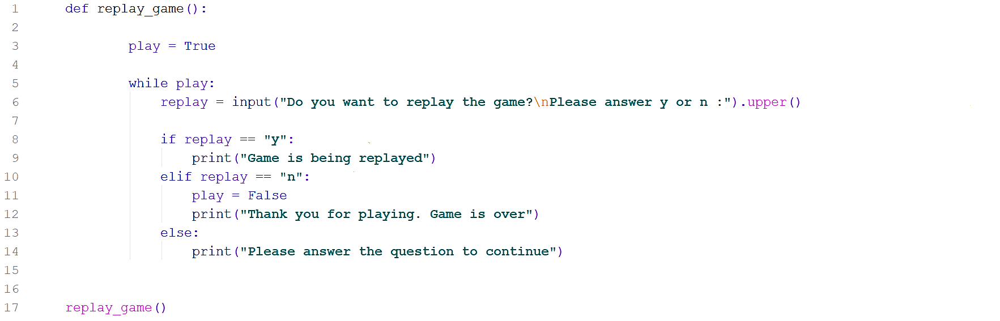 1 def replay_game():
2
3 play = True
4
5 while play:
6 replay = input("Do you want to replay the game?\nPlease answer y or n :").upper()
7
8 if replay == "y":
9 print("Game is being replayed")
10 elif replay == "n":
11 play = False
12 print("Thank you for playing. Game is over")
13 else:
14 print("Please answer the question to continue")
15
16
17 replay_game()